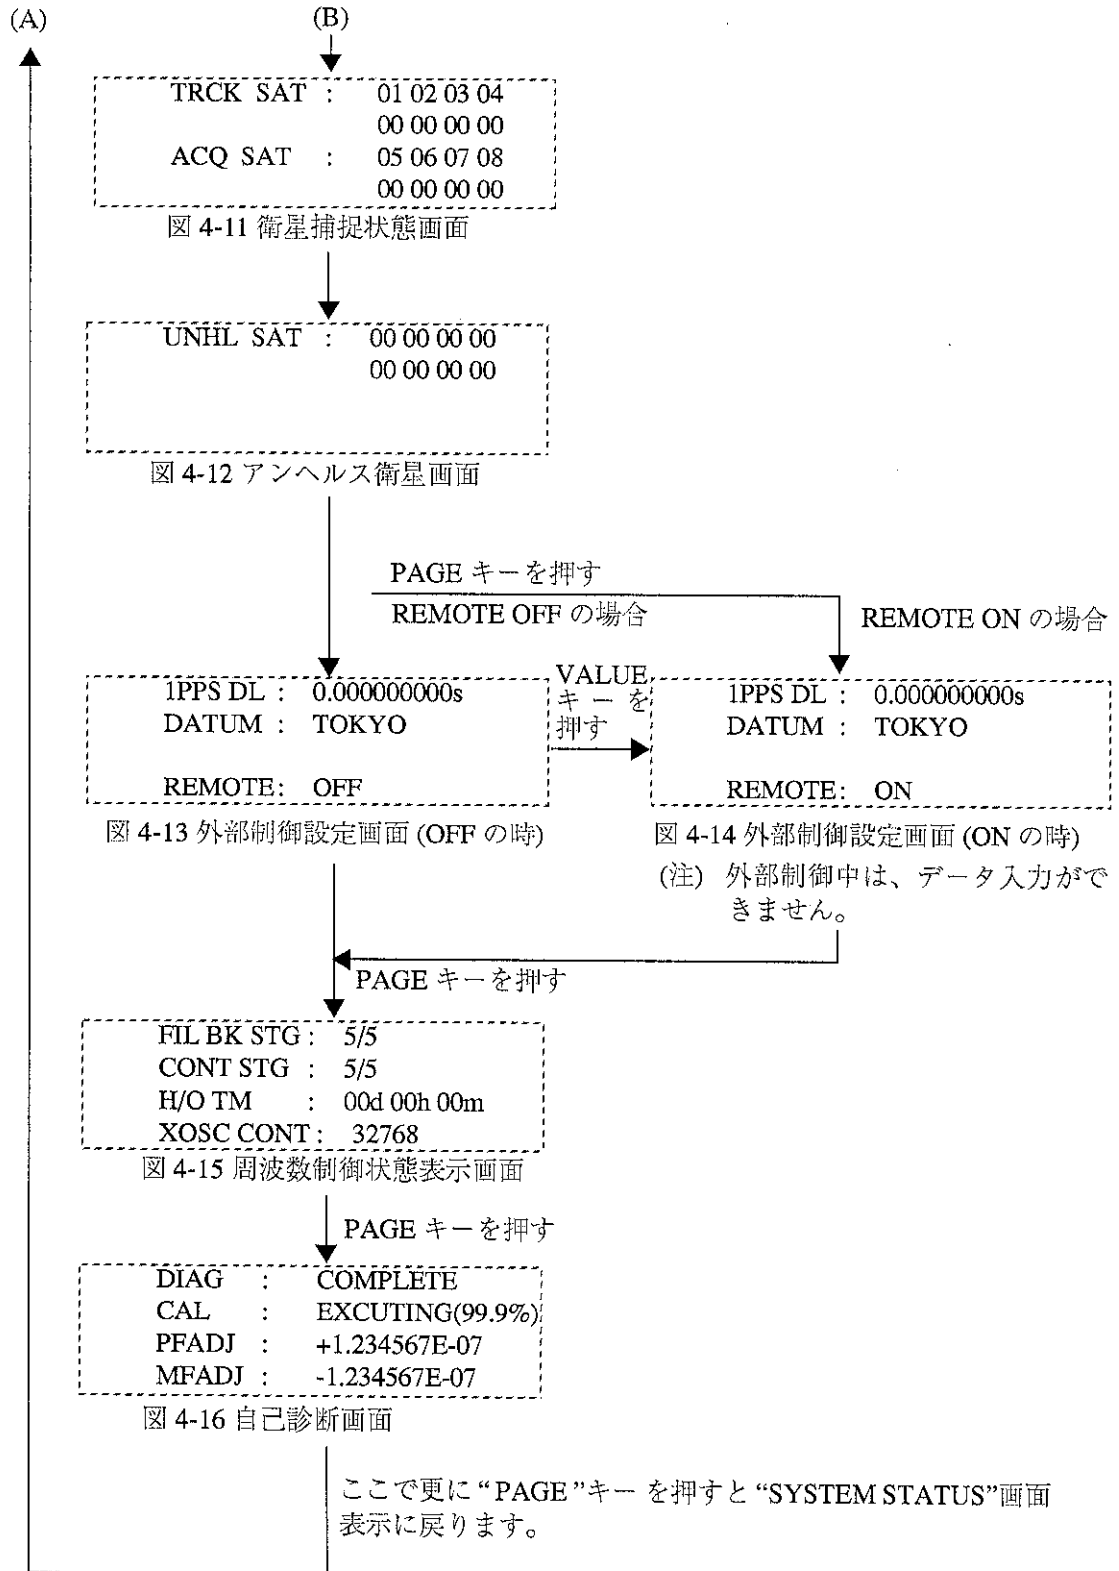 (A)
(B)
TRCK SAT : 01 02 03 04
00 00 00 00
ACQ SAT : 05 06 07 08
00 00 00 00
図 4-11 衛星捕捉状態画面
UNHL SAT : 00 00 00 00
00 00 00 00
図 4-12 アンヘルス衛星画面
PAGE キーを押す
REMOTE OFF の場合
REMOTE ON の場合
1PPS DL : 0.000000000s
DATUM : TOKYO
REMOTE: OFF
図 4-13 外部制御設定画面 (OFF の時)
VALUE
キーを
押す
1PPS DL : 0.000000000s
DATUM : TOKYO
REMOTE: ON
図 4-14 外部制御設定画面 (ON の時)
(注) 外部制御中は、データ入力がで
きません。
PAGE キーを押す
FIL BK STG : 5/5
CONT STG : 5/5
H/O TM : 00d 00h 00m
XOSC CONT : 32768
図 4-15 周波数制御状態表示画面
PAGE キーを押す
DIAG : COMPLETE
CAL : EXCUTING(99.9%)
PFADJ : +1.234567E-07
MFADJ : -1.234567E-07
図 4-16 自己診断画面
ここで更に“PAGE”キー を押すと“SYSTEM STATUS”画面
表示に戻ります。